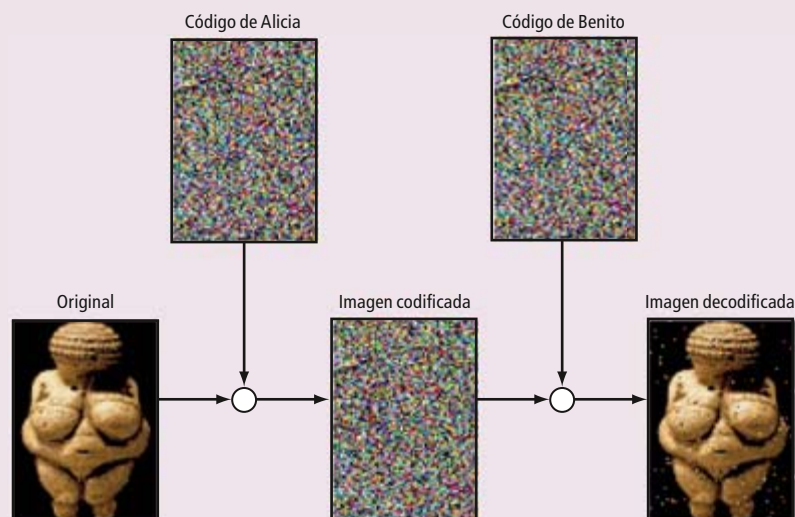 Código de Alicia
Código de Benito
Original
Imagen codificada
Imagen decodificada